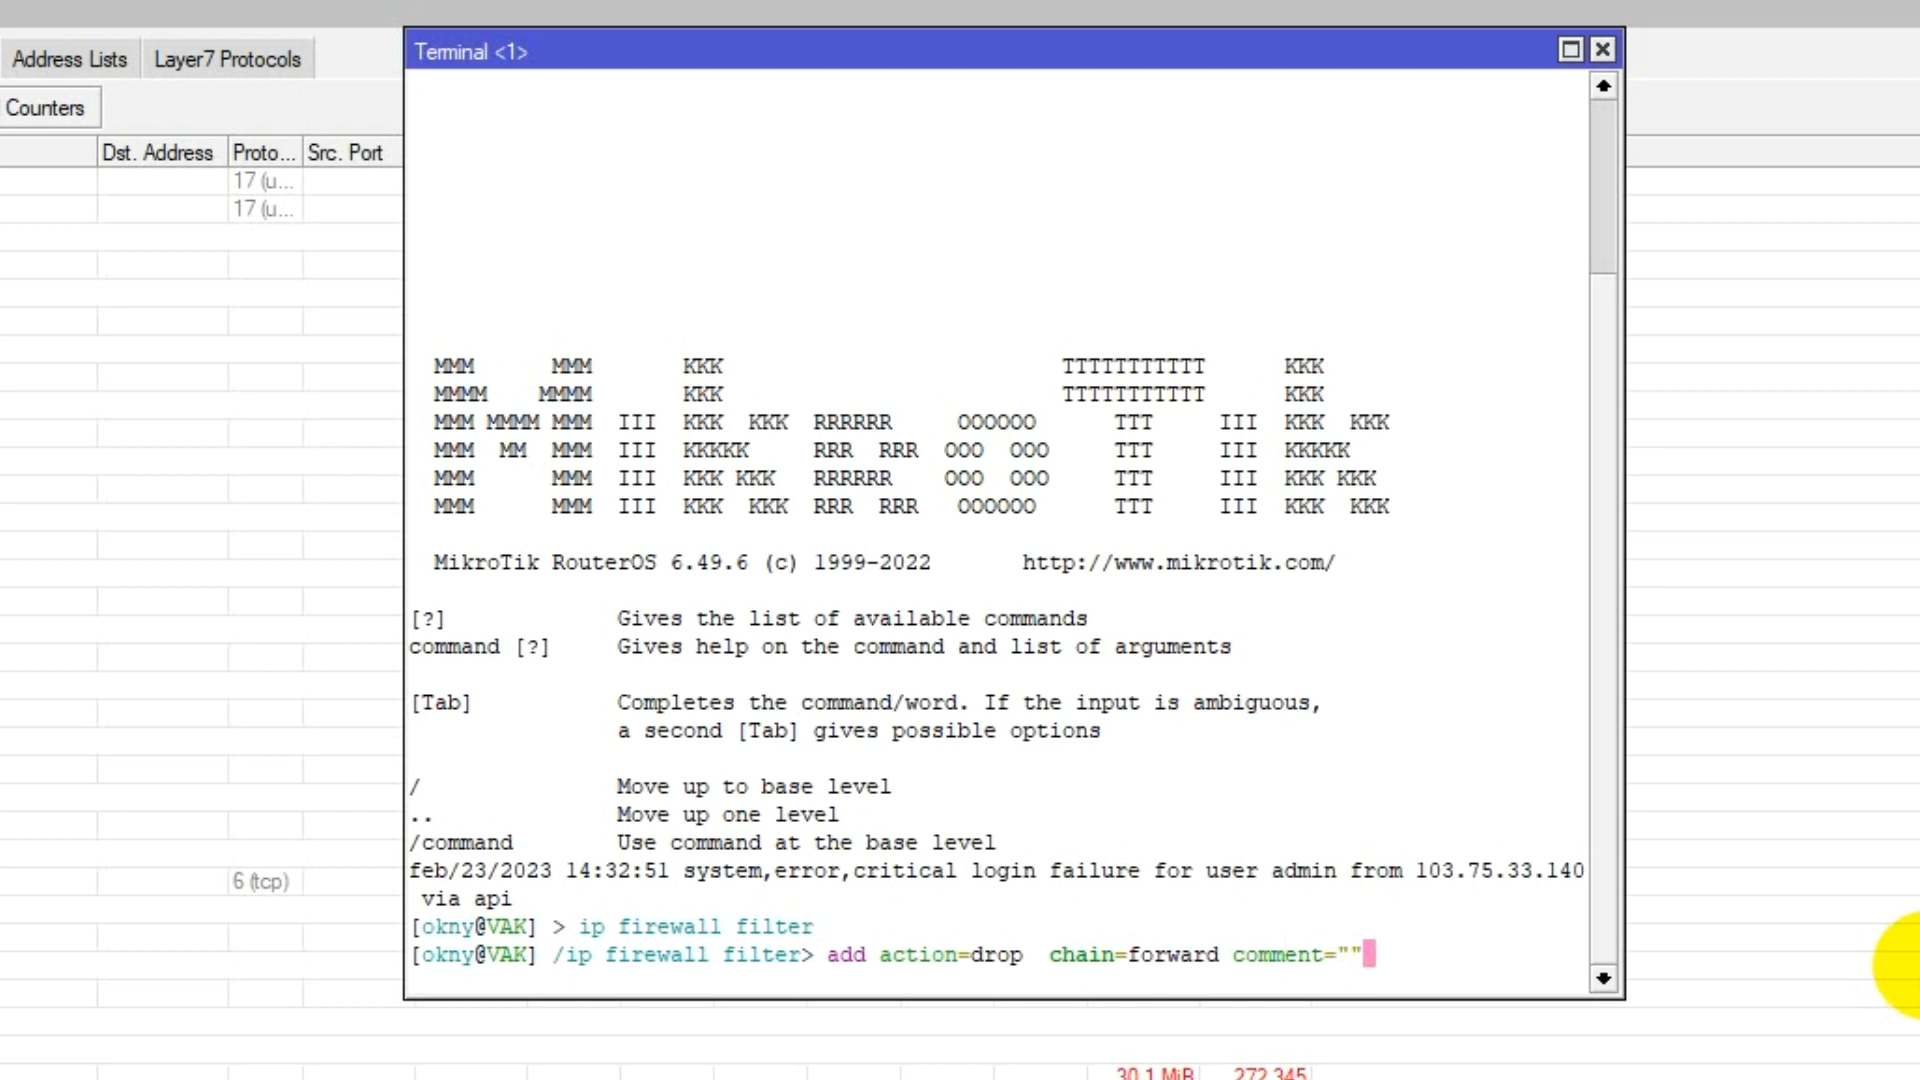 Terminal <1>
Address Lists
Layer7 Protocols
Counters
Dst. Address
Proto...
Src. Port
17 (u...
17 (u...
MMM      MMM       KKK                          TTTTTTTTTTT      KKK
MMMM    MMMM       KKK                          TTTTTTTTTTT      KKK
MMM MMMM MMM  III  KKK  KKK  RRRRRR     OOOOOO      TTT     III  KKK  KKK
MMM  MM  MMM  III  KKKKK     RRR  RRR  OOO  OOO     TTT     III  KKKKK
MMM      MMM  III  KKK KKK   RRRRRR    OOO  OOO     TTT     III  KKK KKK
MMM      MMM  III  KKK  KKK  RRR  RRR   OOOOOO      TTT     III  KKK  KKK
MikroTik RouterOS 6.49.6 (c) 1999-2022       http://www.mikrotik.com/
[?]             Gives the list of available commands
command [?]     Gives help on the command and list of arguments
[Tab]           Completes the command/word. If the input is ambiguous,
a second [Tab] gives possible options
/               Move up to base level
..              Move up one level
/command        Use command at the base level
6 (tcp)
feb/23/2023 14:32:51 system,error,critical login failure for user admin from 103.75.33.140
via api
[okny@VAK] > ip firewall filter
[okny@VAK] /ip firewall filter> add action=drop  chain=forward comment=""
30.1 MiB
272 345